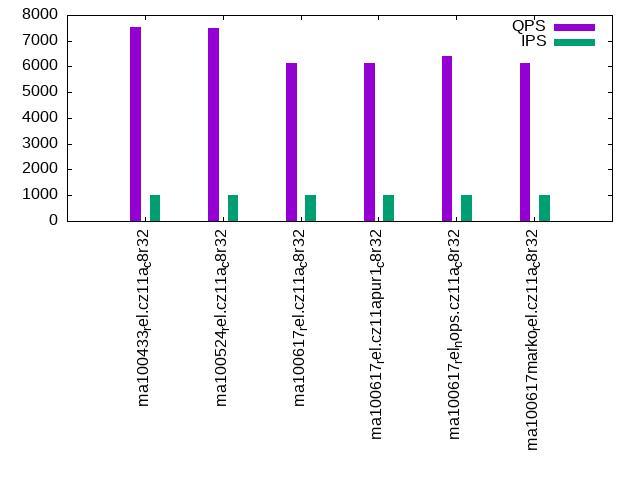 8000
7000
6000
5000
4000
3000
2000
1000
0
QPS
IPS
ma100433rel.cz11ac8r32
ma100524rel.cz11ac8r32
ma100617rel.cz11ac8r32
ma100617rel.cz11apur1c8r32
ma100617relnops.cz11ac8r32
ma100617markorel.cz11ac8r32